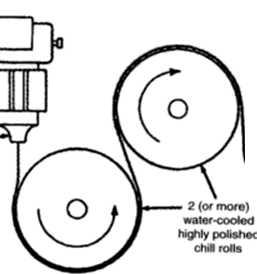 2 (or more)
water-cooled
highly polished
chill rolls